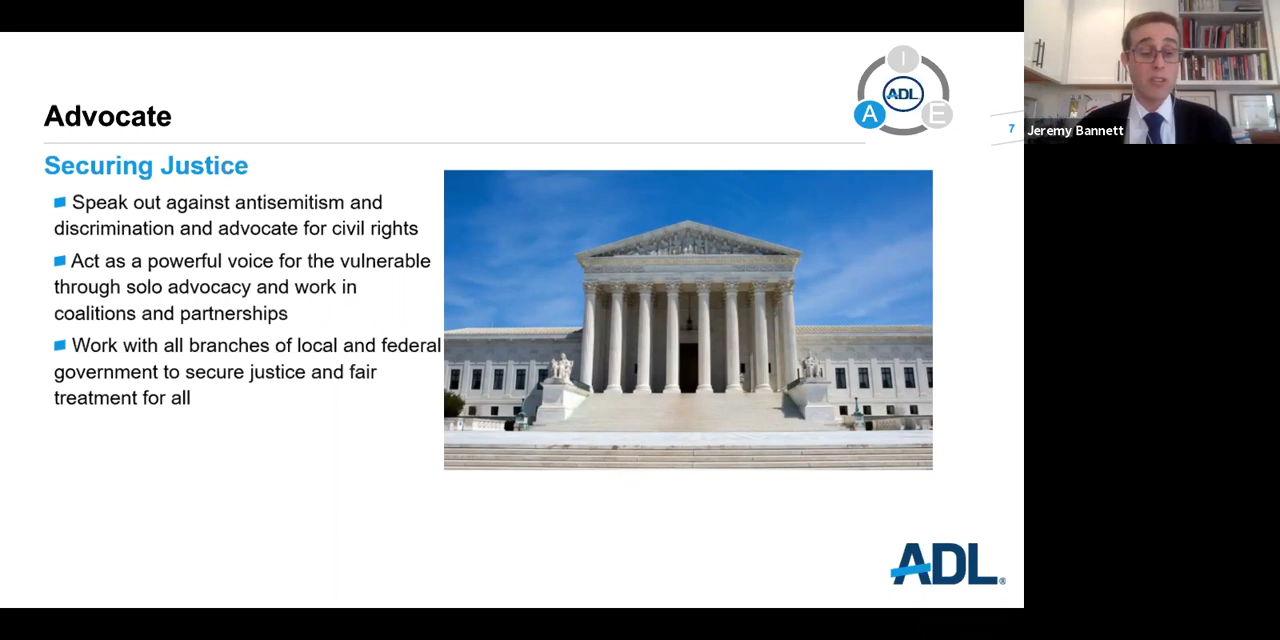 I
ADL
A
E
Advocate
7
Jeremy Bannett
Securing Justice
Speak out against antisemitism and
discrimination and advocate for civil rights
Act as a powerful voice for the vulnerable
through solo advocacy and work in
coalitions and partnerships
Work with all branches of local and federal
government to secure justice and fair
treatment for all
ADL®